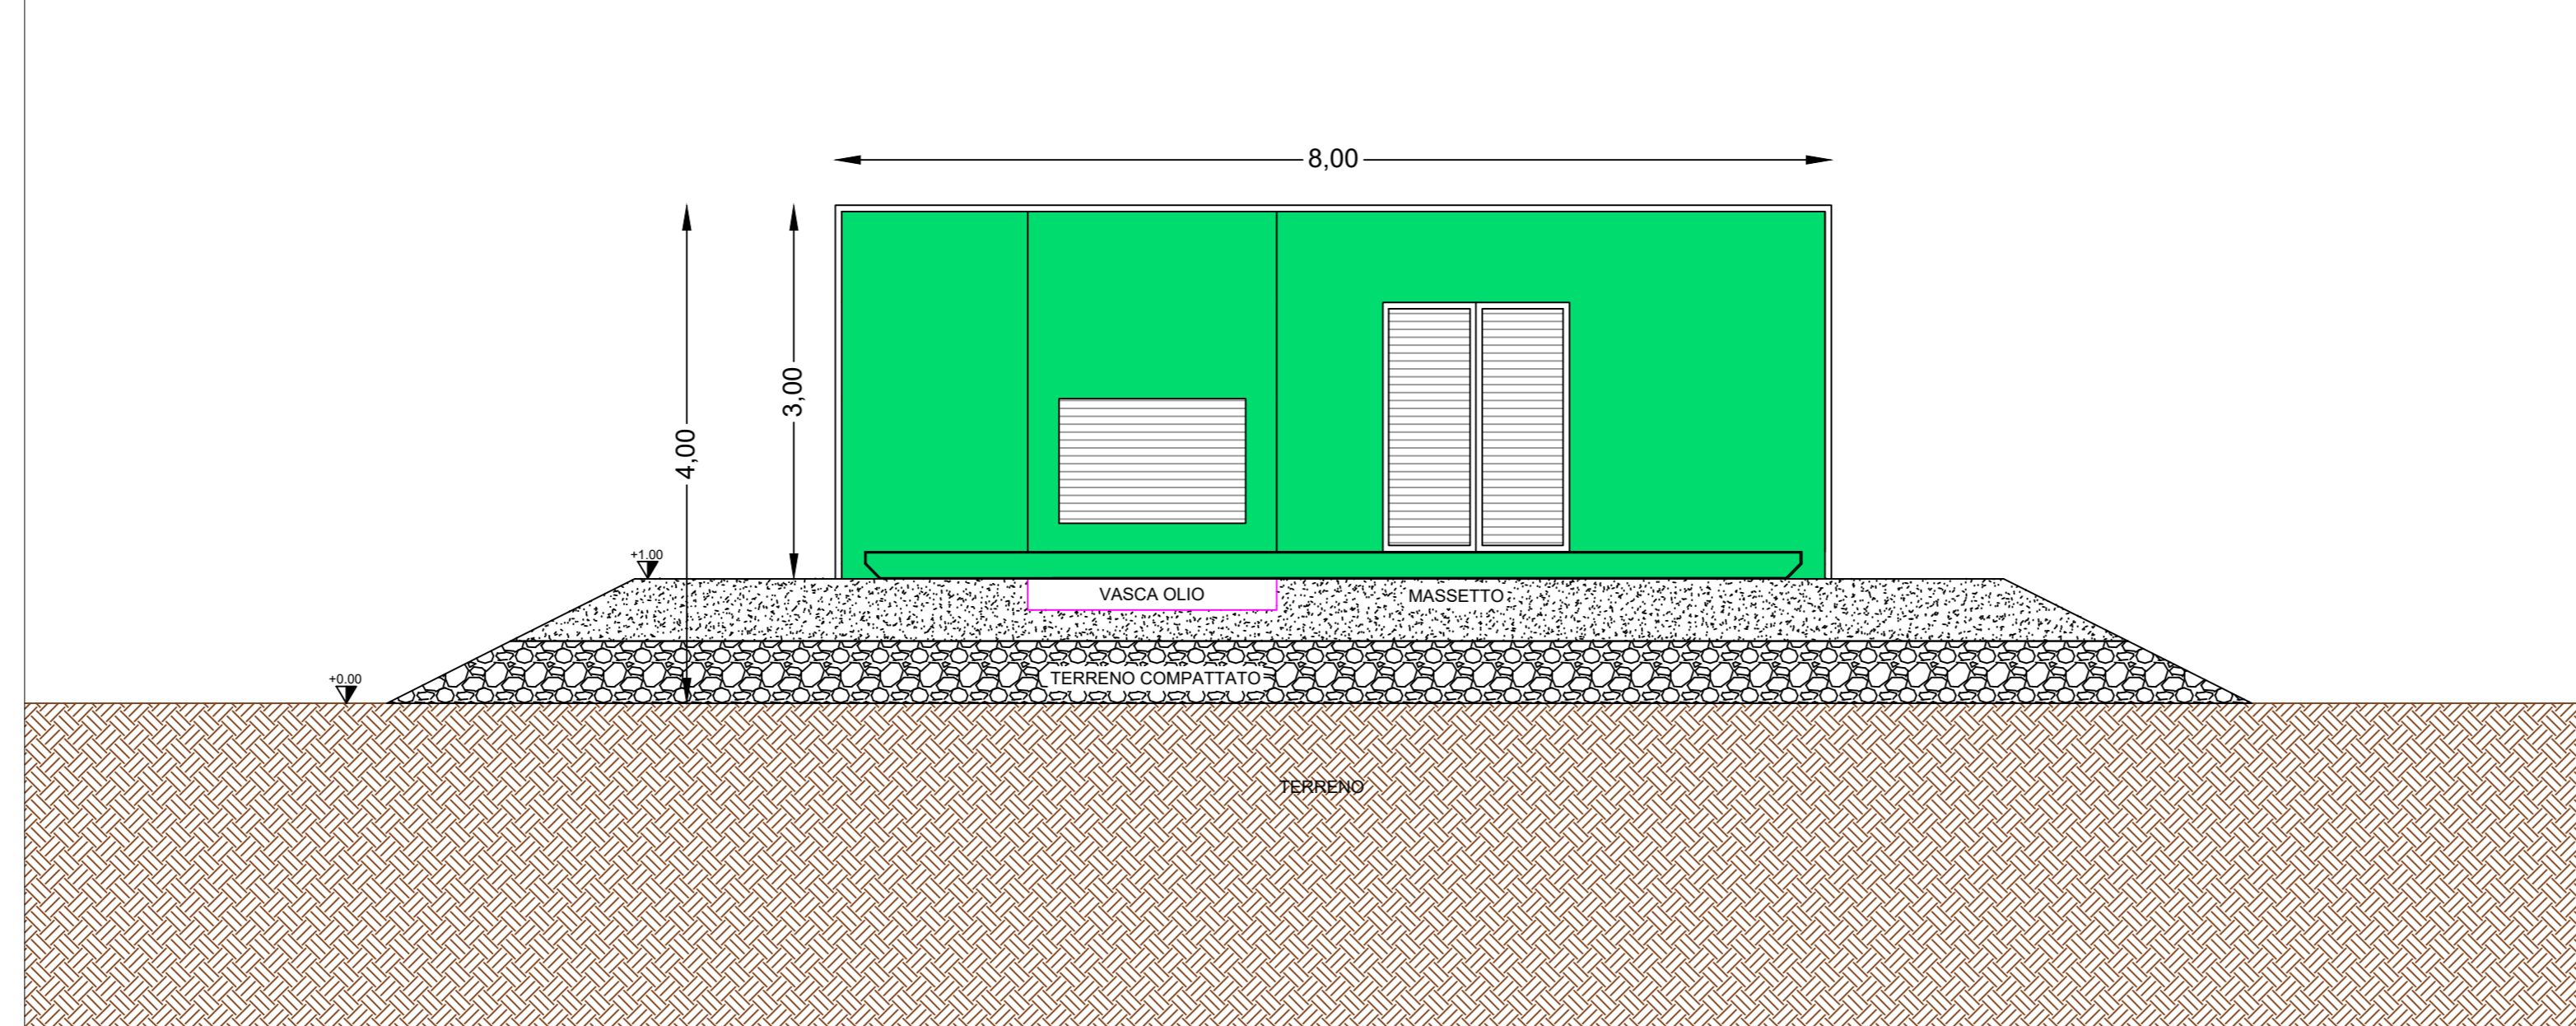 8,00
3,00
4,00
+1.00
VASCA OLIO
MASSETTO
+0.00
TERRENO COMPATTATO
TERRENO